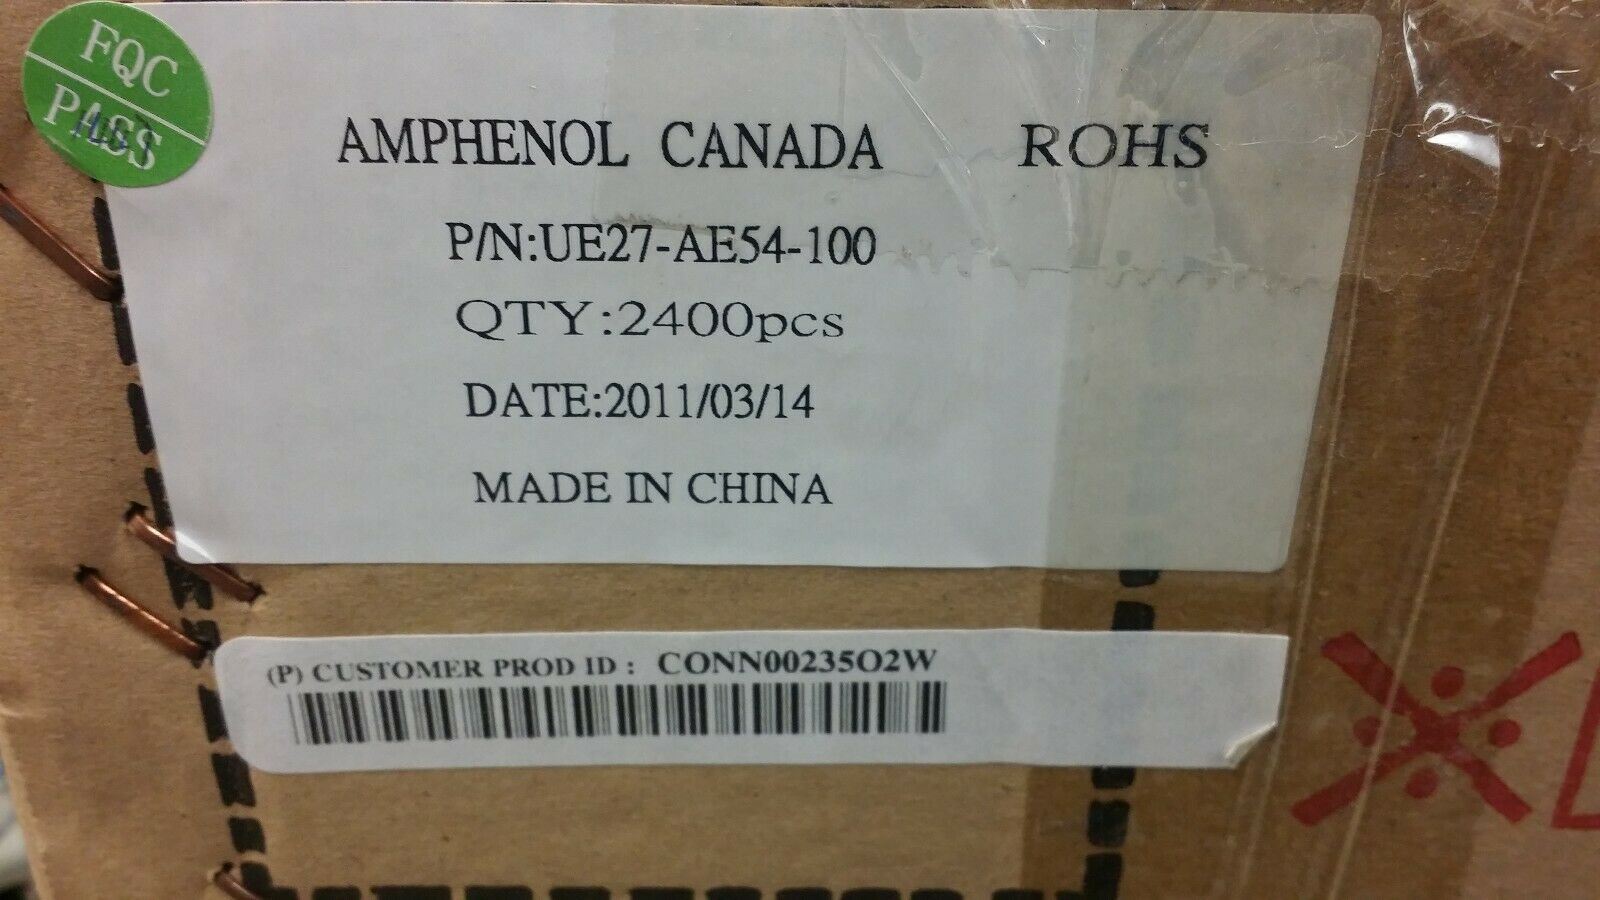 FQC
PASS
AMPHENOL CANADA ROHS
P/N:UE27-AE54-100
QTY:2400pcs
DATE:2011/03/14
MADE IN CHINA
(P) CUSTOMER PROD ID : CONN00235O2W